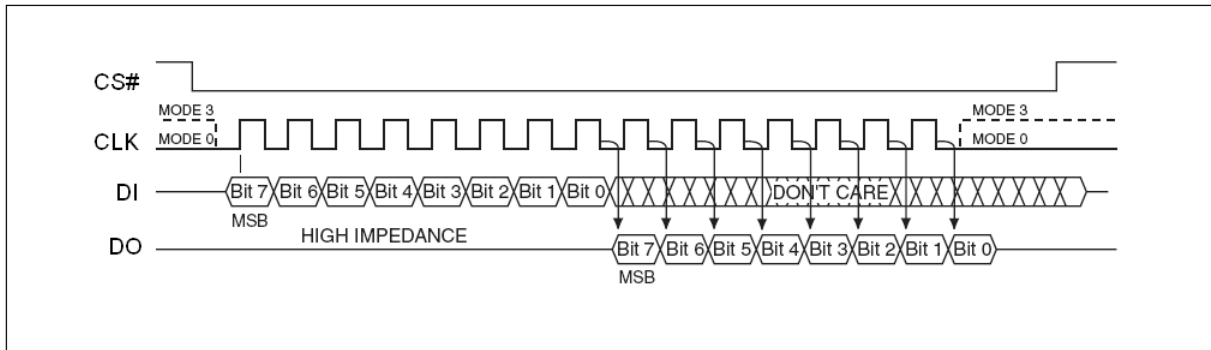 CS#
MODE 3 MODE 3
CLK MODE 0 MODE 0
DI Bit 7 Bit 6 Bit 5 Bit 4 Bit 3 Bit 2 Bit 1 Bit 0 DON'T CARE
MSB
DO HIGH IMPEDANCE Bit 7 Bit 6 Bit 5 Bit 4 Bit 3 Bit 2 Bit 1 Bit 0
MSB